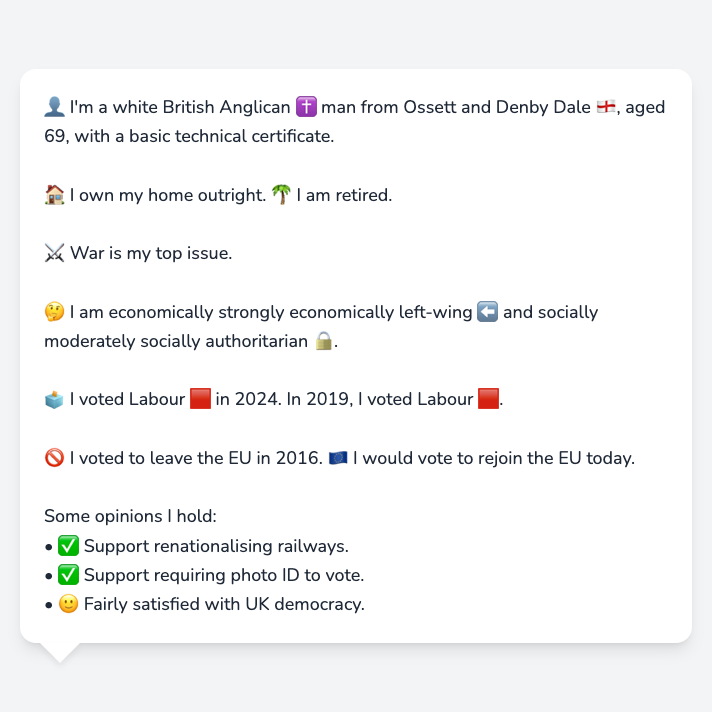 👤 I'm a white British Anglican ✝️ man from Ossett and Denby Dale 🏴󠁧󠁢󠁥󠁮󠁧󠁿, aged
69, with a basic technical certificate.
🏠 I own my home outright. 🌴 I am retired.
⚔️ War is my top issue.
🤔 I am economically strongly economically left-wing ⬅️ and socially
moderately socially authoritarian 🔒.
🗳️ I voted Labour 🟥 in 2024. In 2019, I voted Labour 🟥.
🚫 I voted to leave the EU in 2016. 🇪🇺 I would vote to rejoin the EU today.
Some opinions I hold:
• ✅ Support renationalising railways.
• ✅ Support requiring photo ID to vote.
• 🙂 Fairly satisfied with UK democracy.